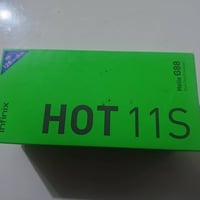 Infinix
HOT 11S
Helio G88